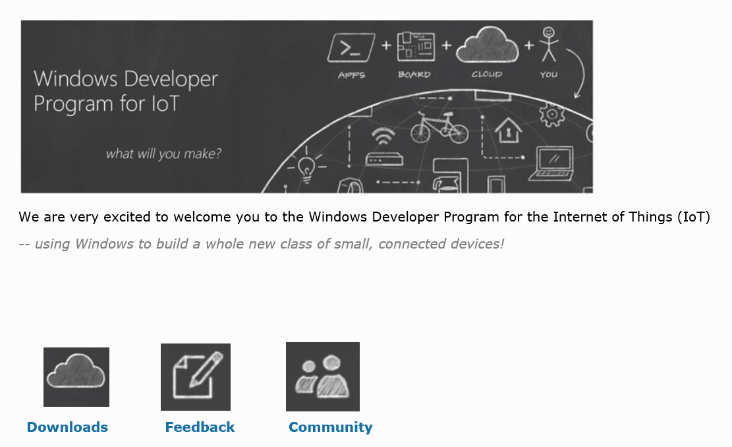 APPS + BOARD + CLOUD + YOU
Windows Developer
Program for IoT
what will you make?
We are very excited to welcome you to the Windows Developer Program for the Internet of Things (IoT)
-- using Windows to build a whole new class of small, connected devices!
Downloads Feedback Community